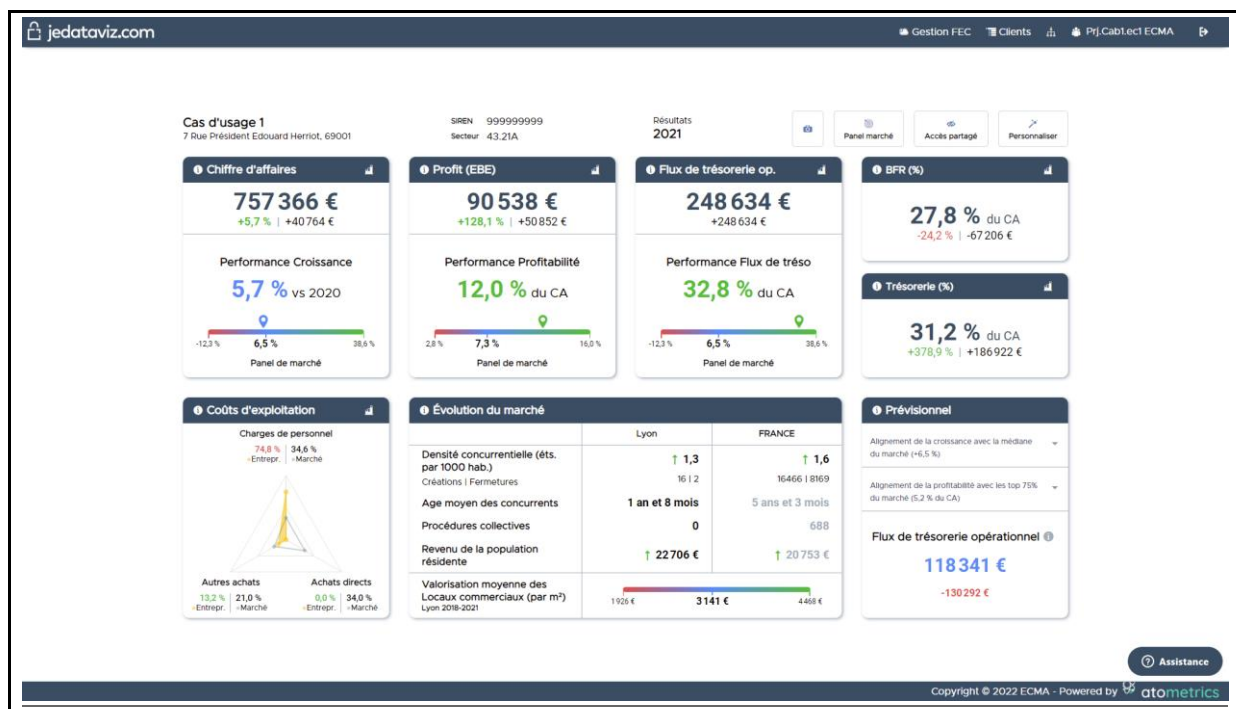 jedataviz.com
Gestion FEC Clients Prj.Cab1.ec1 ECMA
Cas d'usage 1
7 Rue Président Edouard Herriot, 69001
SIREN 999999999
Secteur 43.21A
Résultats
2021
Panel marché
Accès partagé
Personnaliser
Chiffre d'affaires
757 366 €
+5,7 % | +40 764 €
Performance Croissance
5,7 % vs 2020
-12,3 % 6,5 % 38,6 %
Panel de marché
Profit (EBE)
90 538 €
+128,1 % | +50 852 €
Performance Profitabilité
12,0 % du CA
2,8 % 7,3 % 16,0 %
Panel de marché
Flux de trésorerie op.
248 634 €
+248 634 €
Performance Flux de tréso
32,8 % du CA
-12,3 % 6,5 % 38,6 %
Panel de marché
BFR (%)
27,8 % du CA
-24,2 % | -67 206 €
Trésorerie (%)
31,2 % du CA
+378,9 % | +186 922 €
Coûts d'exploitation
Charges de personnel
74,8 % | 34,6 %
Entrepr. Marché
Autres achats
13,2 % | 21,0 %
Entrepr. Marché
Achats directs
0,0 % | 34,0 %
Entrepr. Marché
Évolution du marché
Lyon FRANCE
Densité concurrentielle (éts.
par 1000 hab.)
↑ 1,3 ↑ 1,6
Créations | Fermetures 16 | 2 16466 | 8169
Age moyen des concurrents 1 an et 8 mois 5 ans et 3 mois
Procédures collectives 0 688
Revenu de la population
résidente
↑ 22 706 € ↑ 20 753 €
Valorisation moyenne des
Locaux commerciaux (par m²)
Lyon 2018-2021
1 926 € 3 141 € 4 468 €
Prévisionnel
Alignement de la croissance avec la médiane
du marché (+6,5 %)
Alignement de la profitabilité avec les top 75%
du marché (5,2 % du CA)
Flux de trésorerie opérationnel
118 341 €
-130 292 €
Assistance
Copyright © 2022 ECMA - Powered by atometrics